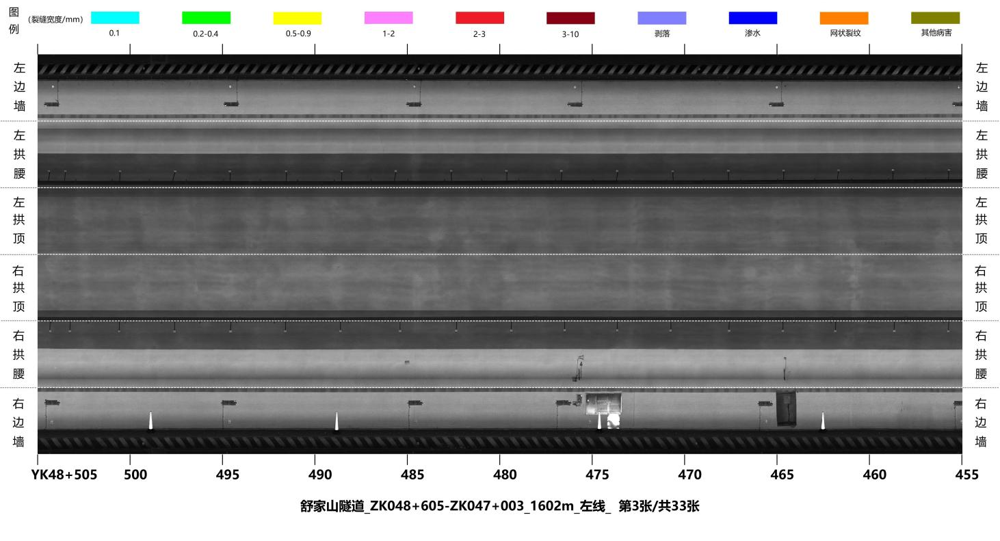 图例 (裂缝宽度/mm)
0.1 0.2-0.4 0.5-0.9 1-2 2-3 3-10 剥落 渗水 网状裂纹 其他病害
左边墙 左边墙
左拱腰 左拱腰
左拱顶 左拱顶
右拱顶 右拱顶
右拱腰 右拱腰
右边墙 右边墙
YK48+505 500 495 490 485 480 475 470 465 460 455
舒家山隧道_ZK048+605-ZK047+003_1602m_左线_ 第3张/共33张